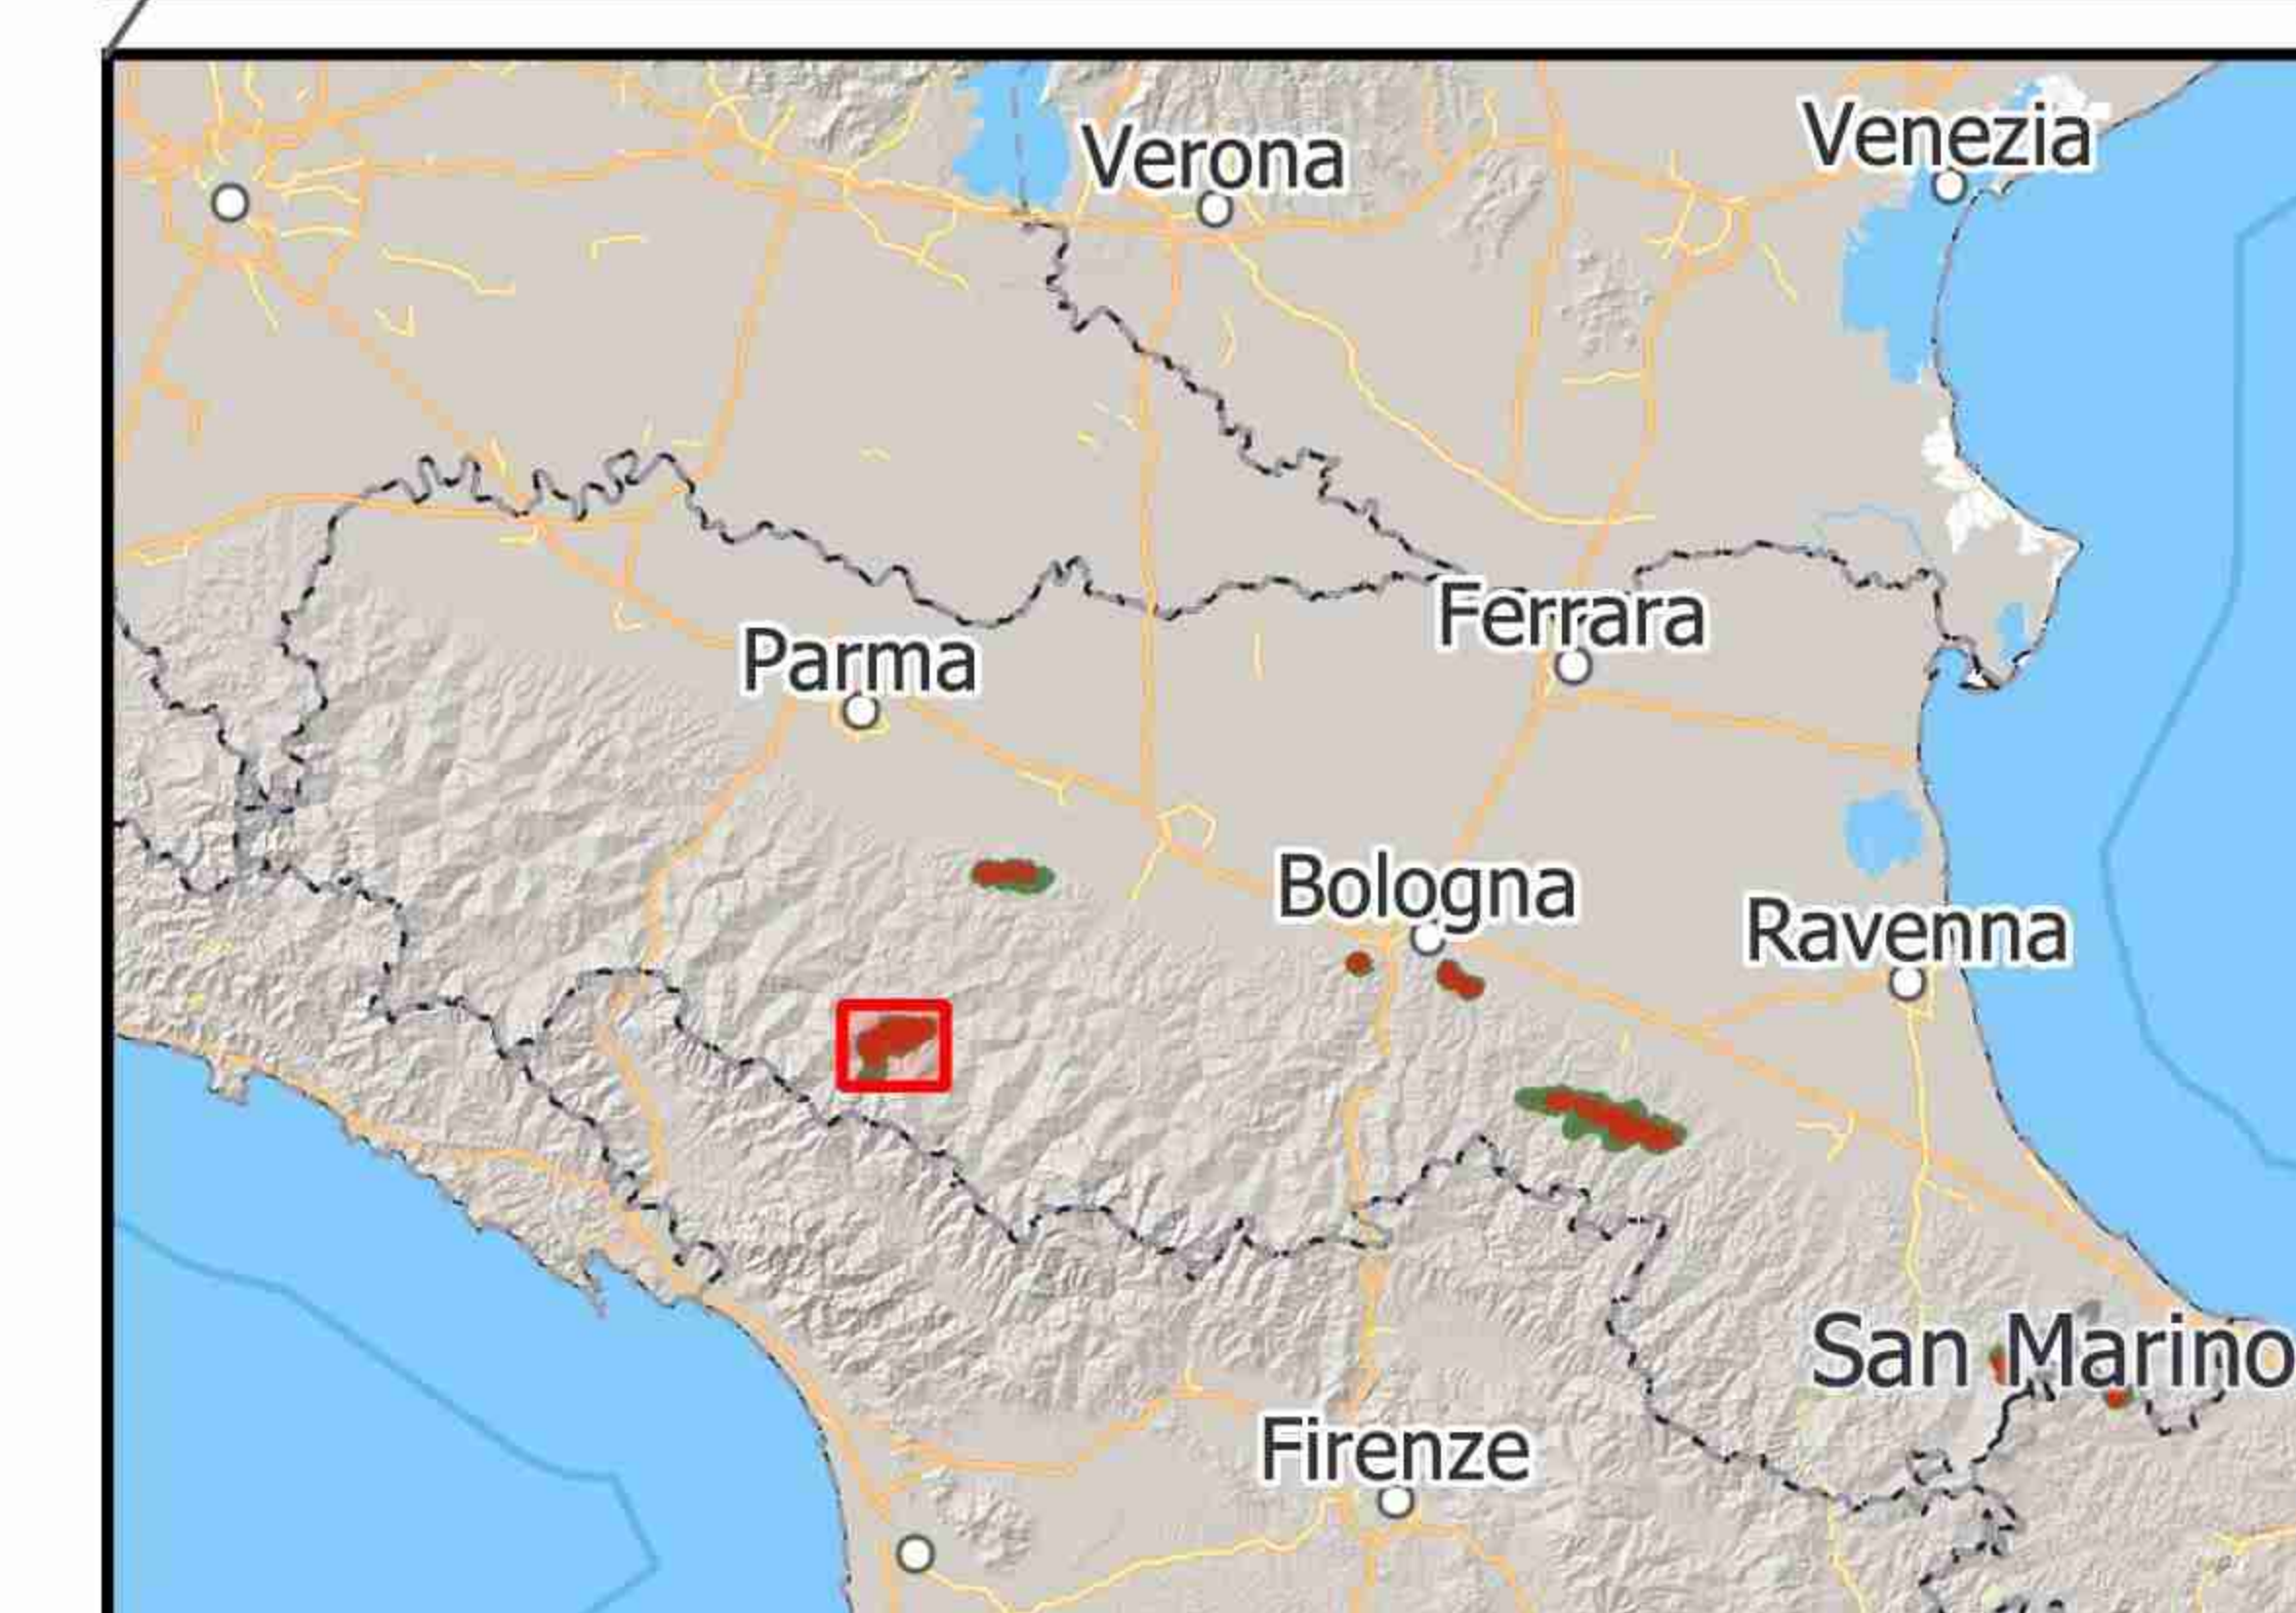 Venezia
Verona
Ferrara
Parma
Bologna
Ravenna
San Marino
Firenze